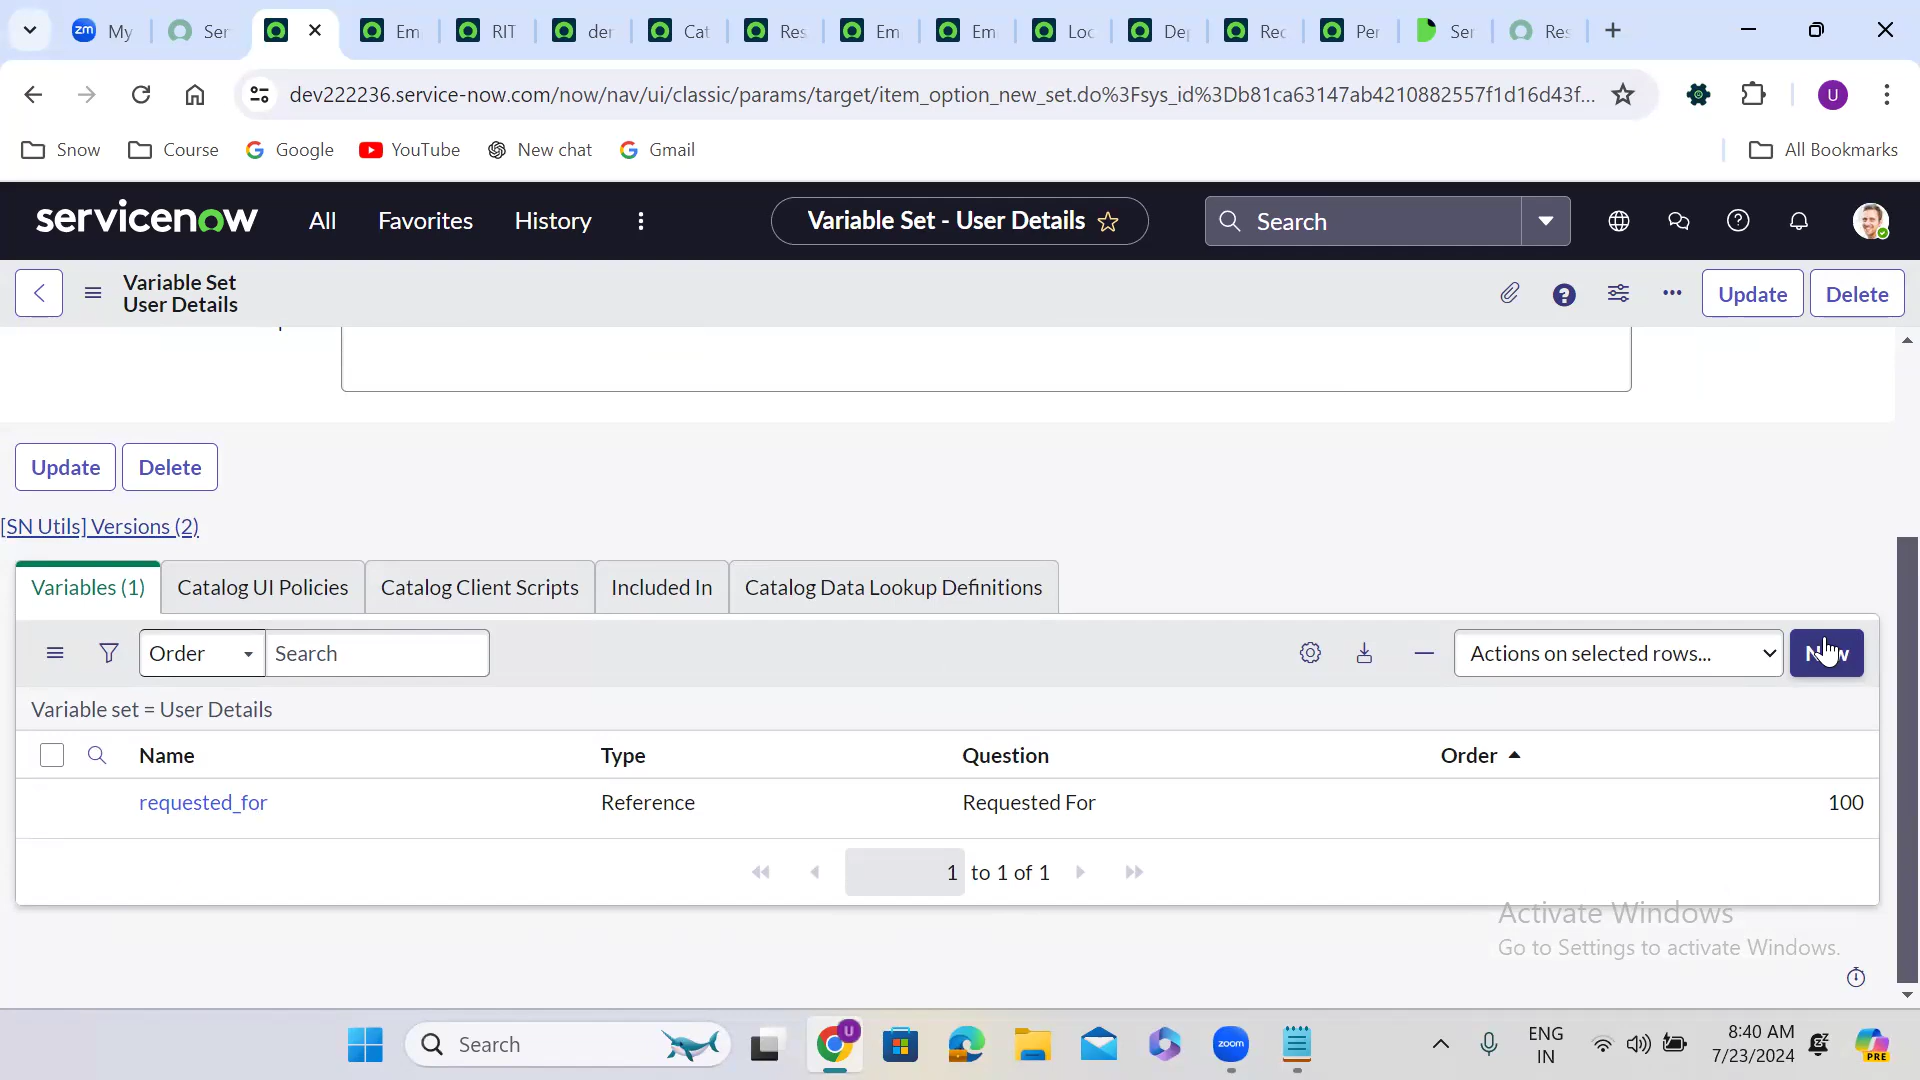 My
Ser
Em
RIT
der
Cat
Res
Em
Em
Loc
De
Rec
Per
Ser
Res
dev222236.service-now.com/now/nav/ui/classic/params/target/item_option_new_set.do%3Fsys_id%3Db81ca63147ab4210882557f1d16d43f...
U
Snow
Course
Google
YouTube
New chat
Gmail
All Bookmarks
servicenow
All
Favorites
History
Variable Set - User Details
Search
Variable Set
User Details
Update
Delete
Update
Delete
[SN Utils] Versions (2)
Variables (1)
Catalog UI Policies
Catalog Client Scripts
Included In
Catalog Data Lookup Definitions
Order
Search
Actions on selected rows...
New
Variable set = User Details
Name
Type
Question
Order
requested_for
Reference
Requested For
100
1 to 1 of 1
Activate Windows
Go to Settings to activate Windows.
Search
U
zoom
ENG
IN
8:40 AM
7/23/2024
PRE